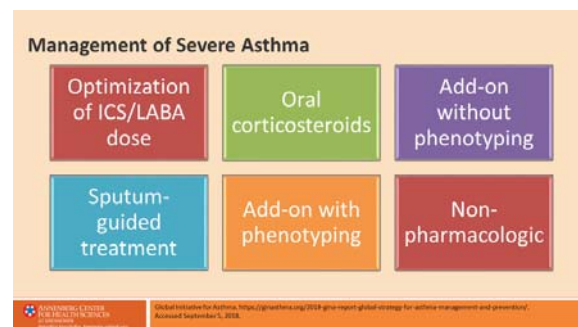 Management of Severe Asthma
Optimization
of ICS/LABA
dose
Oral
corticosteroids
Add-on
without
phenotyping
Sputum-
guided
treatment
Add-on with
phenotyping
Non-
pharmacologic
ANNENBERG CENTER
FOR HEALTH SCIENCES
AT EISENHOWER
Global Initiative for Asthma. https://ginasthma.org/2018-gina-report-global-strategy-for-asthma-management-and-prevention/.
Accessed September 5, 2018.